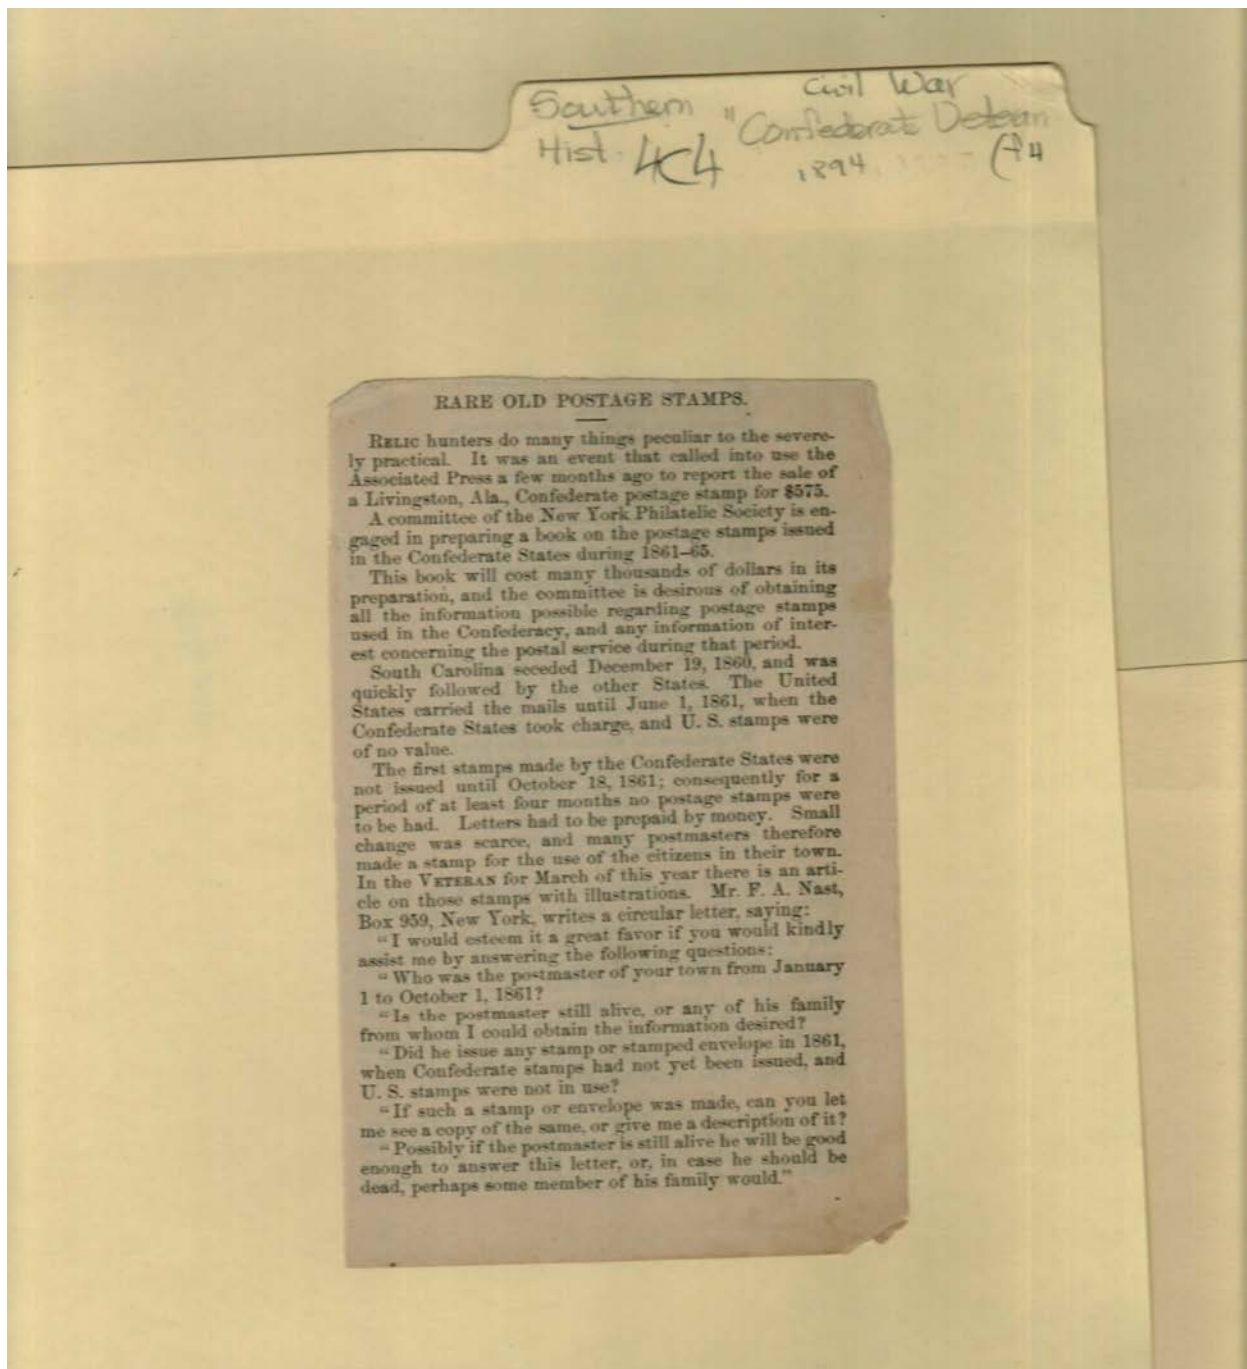 Southern
Hist. 4C4
Civil War
"Confederate Veteran
1894
RARE OLD POSTAGE STAMPS.
RELIC hunters do many things peculiar to the severe-
ly practical. It was an event that called into use the
Associated Press a few months ago to report the sale of
a Livingston, Ala., Confederate postage stamp for $575.
A committee of the New York Philatelic Society is en-
gaged in preparing a book on the postage stamps issued
in the Confederate States during 1861–65.
This book will cost many thousands of dollars in its
preparation, and the committee is desirous of obtaining
all the information possible regarding postage stamps
used in the Confederacy, and any information of inter-
est concerning the postal service during that period.
South Carolina seceded December 19, 1860, and was
quickly followed by the other States. The United
States carried the mails until June 1, 1861, when the
Confederate States took charge, and U. S. stamps were
of no value.
The first stamps made by the Confederate States were
not issued until October 18, 1861; consequently for a
period of at least four months no postage stamps were
to be had. Letters had to be prepaid by money. Small
change was scarce, and many postmasters therefore
made a stamp for the use of the citizens in their town.
In the VETERAN for March of this year there is an arti-
cle on those stamps with illustrations. Mr. F. A. Nast,
Box 959, New York, writes a circular letter, saying:
"I would esteem it a great favor if you would kindly
assist me by answering the following questions:
"Who was the postmaster of your town from January
1 to October 1, 1861?
"Is the postmaster still alive, or any of his family
from whom I could obtain the information desired?
"Did he issue any stamp or stamped envelope in 1861,
when Confederate stamps had not yet been issued, and
U. S. stamps were not in use?
"If such a stamp or envelope was made, can you let
me see a copy of the same, or give me a description of it?
"Possibly if the postmaster is still alive he will be good
enough to answer this letter, or, in case he should be
dead, perhaps some member of his family would."